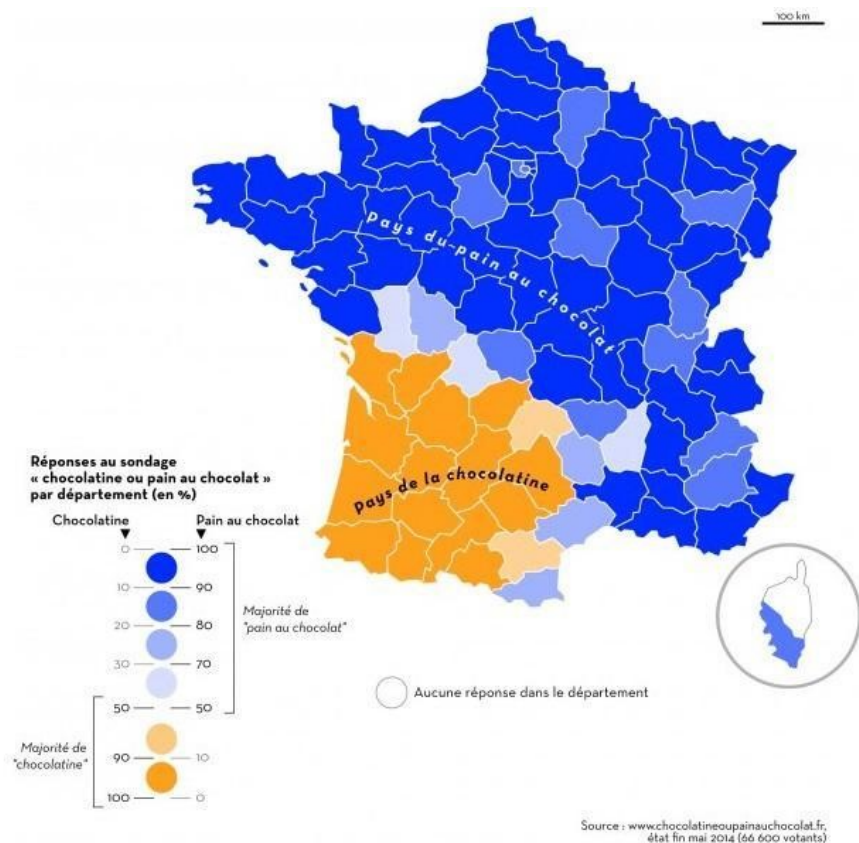 100 km
Pays du pain au chocolat
Pays de la chocolatine
Réponses au sondage
« chocolatine ou pain au chocolat »
par département (en %)
Chocolatine Pain au chocolat
0 100
10 90
20 80
30 70
50 50
90 10
100 0
Majorité de
"pain au chocolat"
Majorité de
"chocolatine"
Aucune réponse dans le département
Source : www.chocolatineoupainauchocolat.fr,
état fin mai 2014 (66 600 votants)